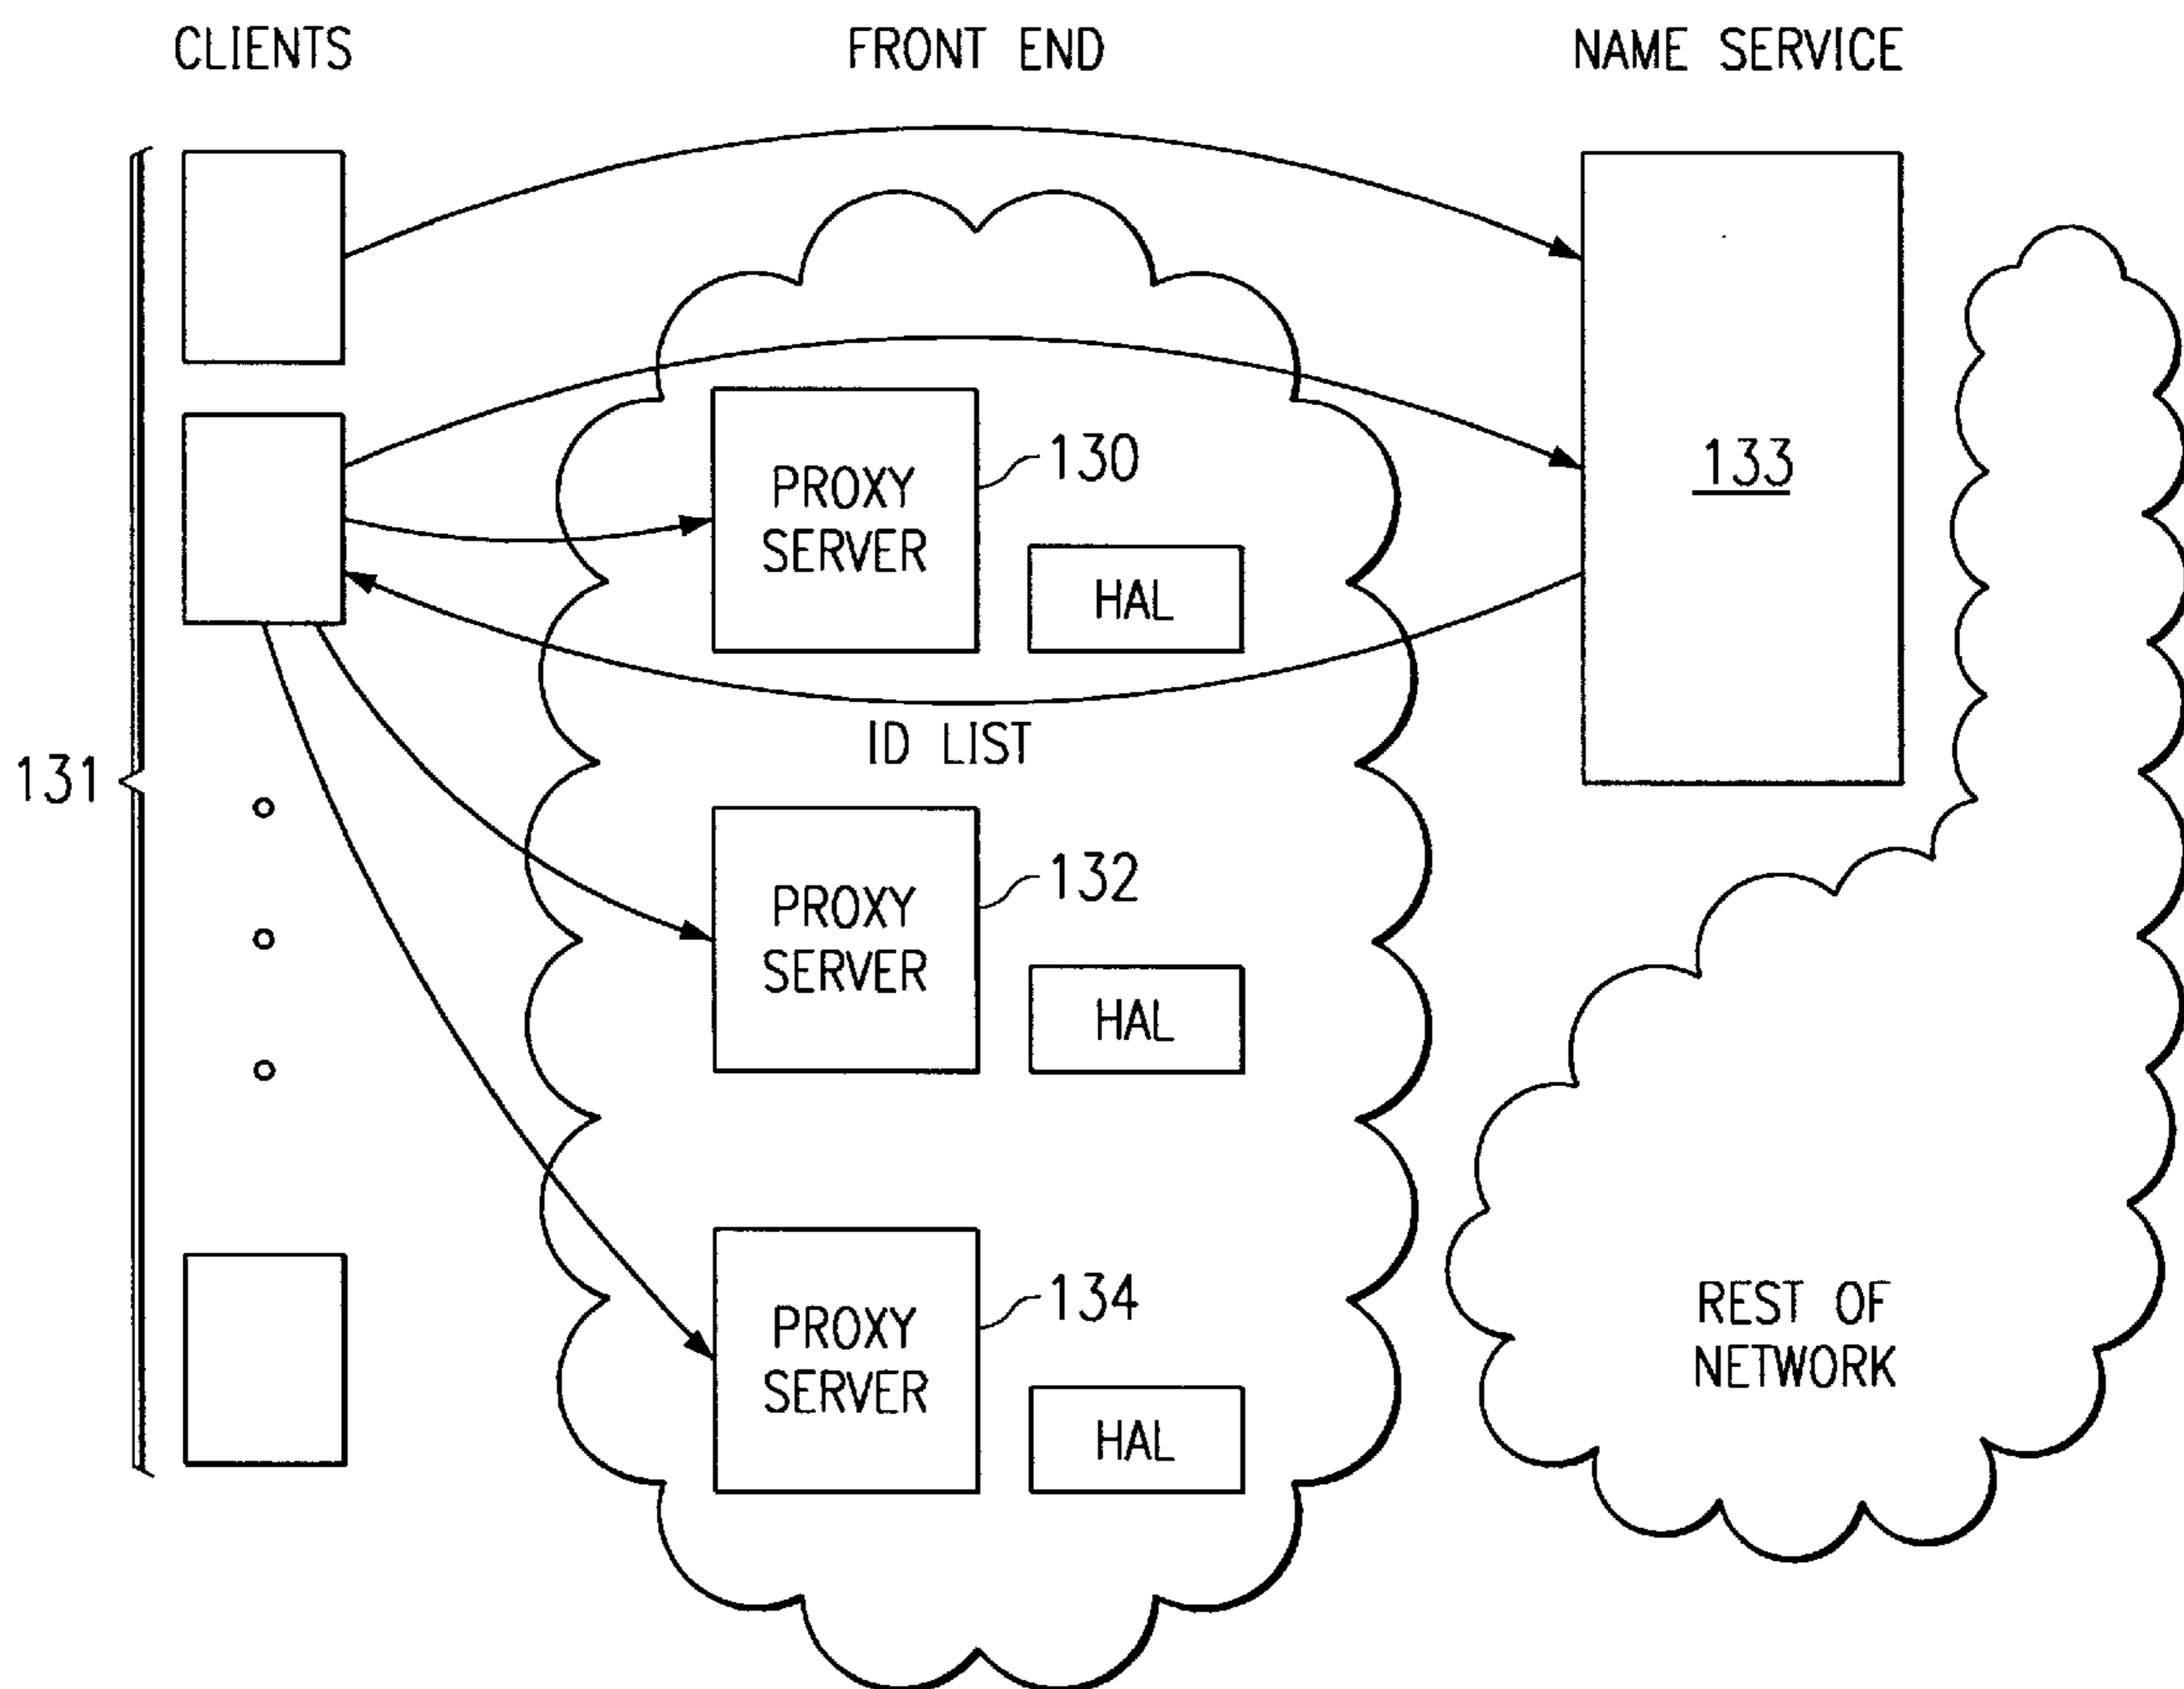 CLIENTS
FRONT END
NAME SERVICE
PROXY
SERVER
130
HAL
133
ID LIST
131
PROXY
SERVER
132
HAL
PROXY
SERVER
134
HAL
REST OF
NETWORK